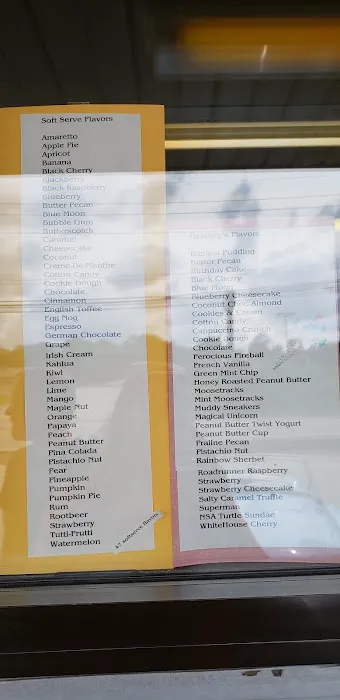 Soft Serve Flavors
Amaretto
Apple Pie
Apricot
Banana
Black Cherry
Blackberry
Black Raspberry
Blueberry
Butter Pecan
Blue Moon
Bubble Gum
Butterscotch
Caramel
Cheesecake
Coconut
Creme-De-Menthe
Cotton Candy
Cookie Dough
Chocolate
Cinnamon
English Toffee
Egg Nog
Espresso
German Chocolate
Grape
Irish Cream
Kahlua
Kiwi
Lemon
Lime
Mango
Maple Nut
Orange
Papaya
Peach
Peanut Butter
Pina Colada
Pistachio Nut
Pear
Pineapple
Pumpkin
Pumpkin Pie
Rum
Rootbeer
Strawberry
Tutti-Frutti
Watermelon
47 softserve flavors
Flavors
Banana Pudding
Butter Pecan
Birthday Cake
Black Cherry
Blue Moon
Blueberry Cheesecake
Coconut Choc Almond
Cookies & Cream
Cotton Candy
Cappuccino Crunch
Cookie Dough
Chocolate
Ferocious Fireball
French Vanilla
Green Mint Chip
Honey Roasted Peanut Butter
Moosetracks
Mint Moosetracks
Muddy Sneakers
Magical Unicorn
Peanut Butter Twist Yogurt
Peanut Butter Cup
Praline Pecan
Pistachio Nut
Rainbow Sherbet
Roadrunner Raspberry
Strawberry
Strawberry Cheesecake
Salty Caramel Truffle
Superman
NSA Turtle Sundae
WhiteHouse Cherry